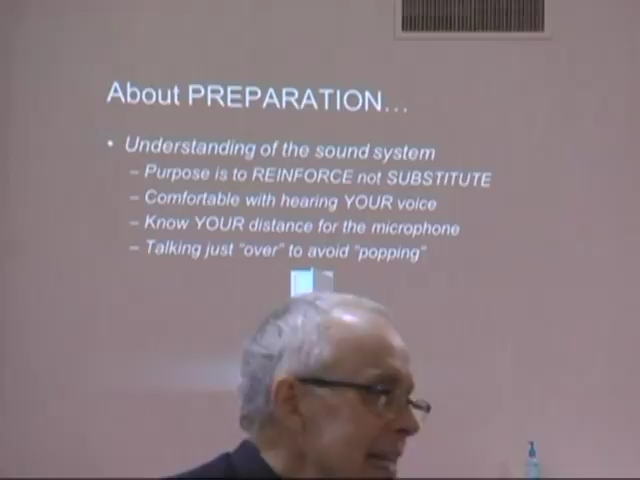 About PREPARATION…
• Understanding of the sound system
– Purpose is to REINFORCE not SUBSTITUTE
– Comfortable with hearing YOUR voice
– Know YOUR distance for the microphone
– Talking just “over” to avoid “popping”